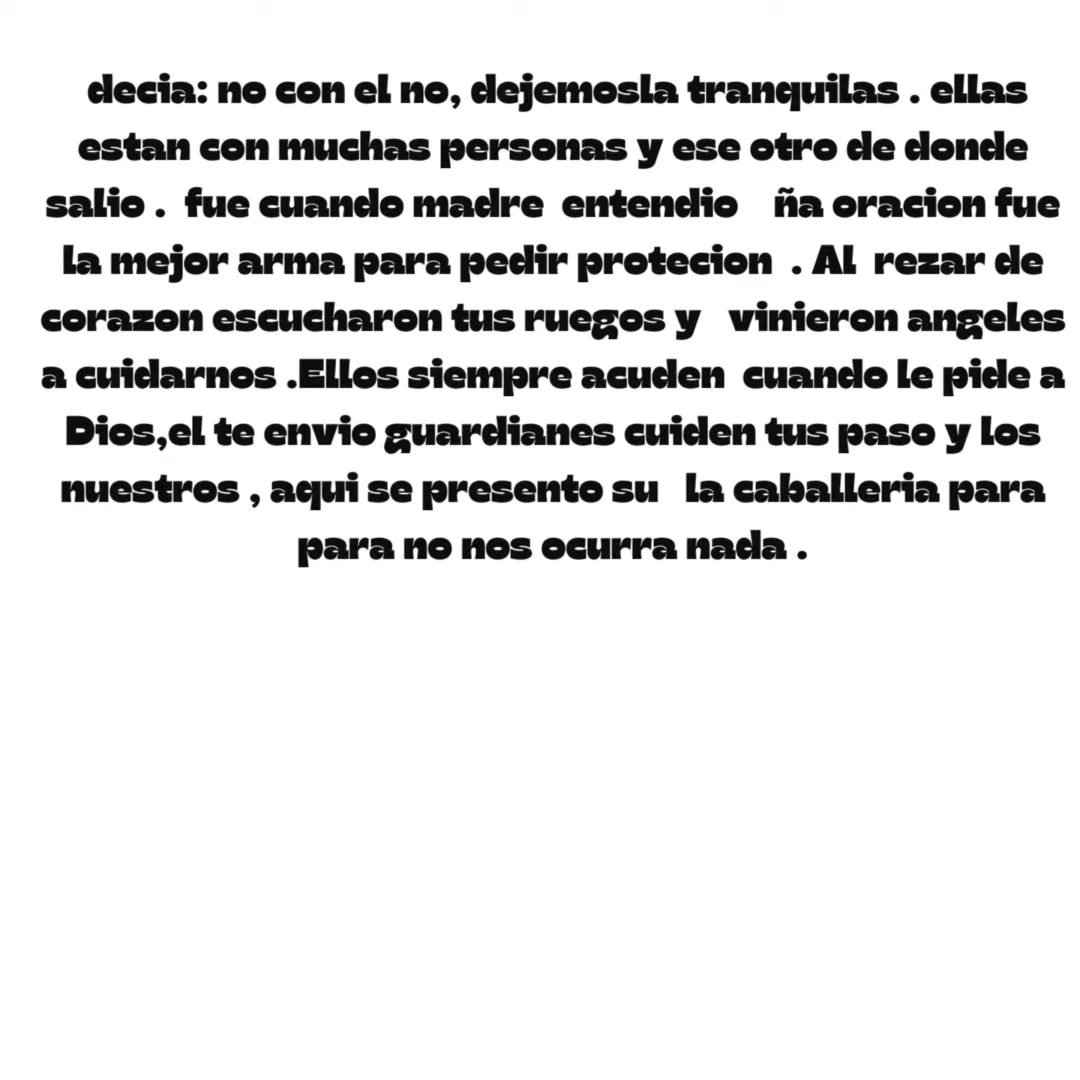 decia: no con el no, dejemosla tranquilas . ellas
estan con muchas personas y ese otro de donde
salio . fue cuando madre entendio ña oracion fue
la mejor arma para pedir protecion . Al rezar de
corazon escucharon tus ruegos y vinieron angeles
a cuidarnos .Ellos siempre acuden cuando le pide a
Dios,el te envio guardianes cuiden tus paso y los
nuestros , aqui se presento su la caballeria para
para no nos ocurra nada .